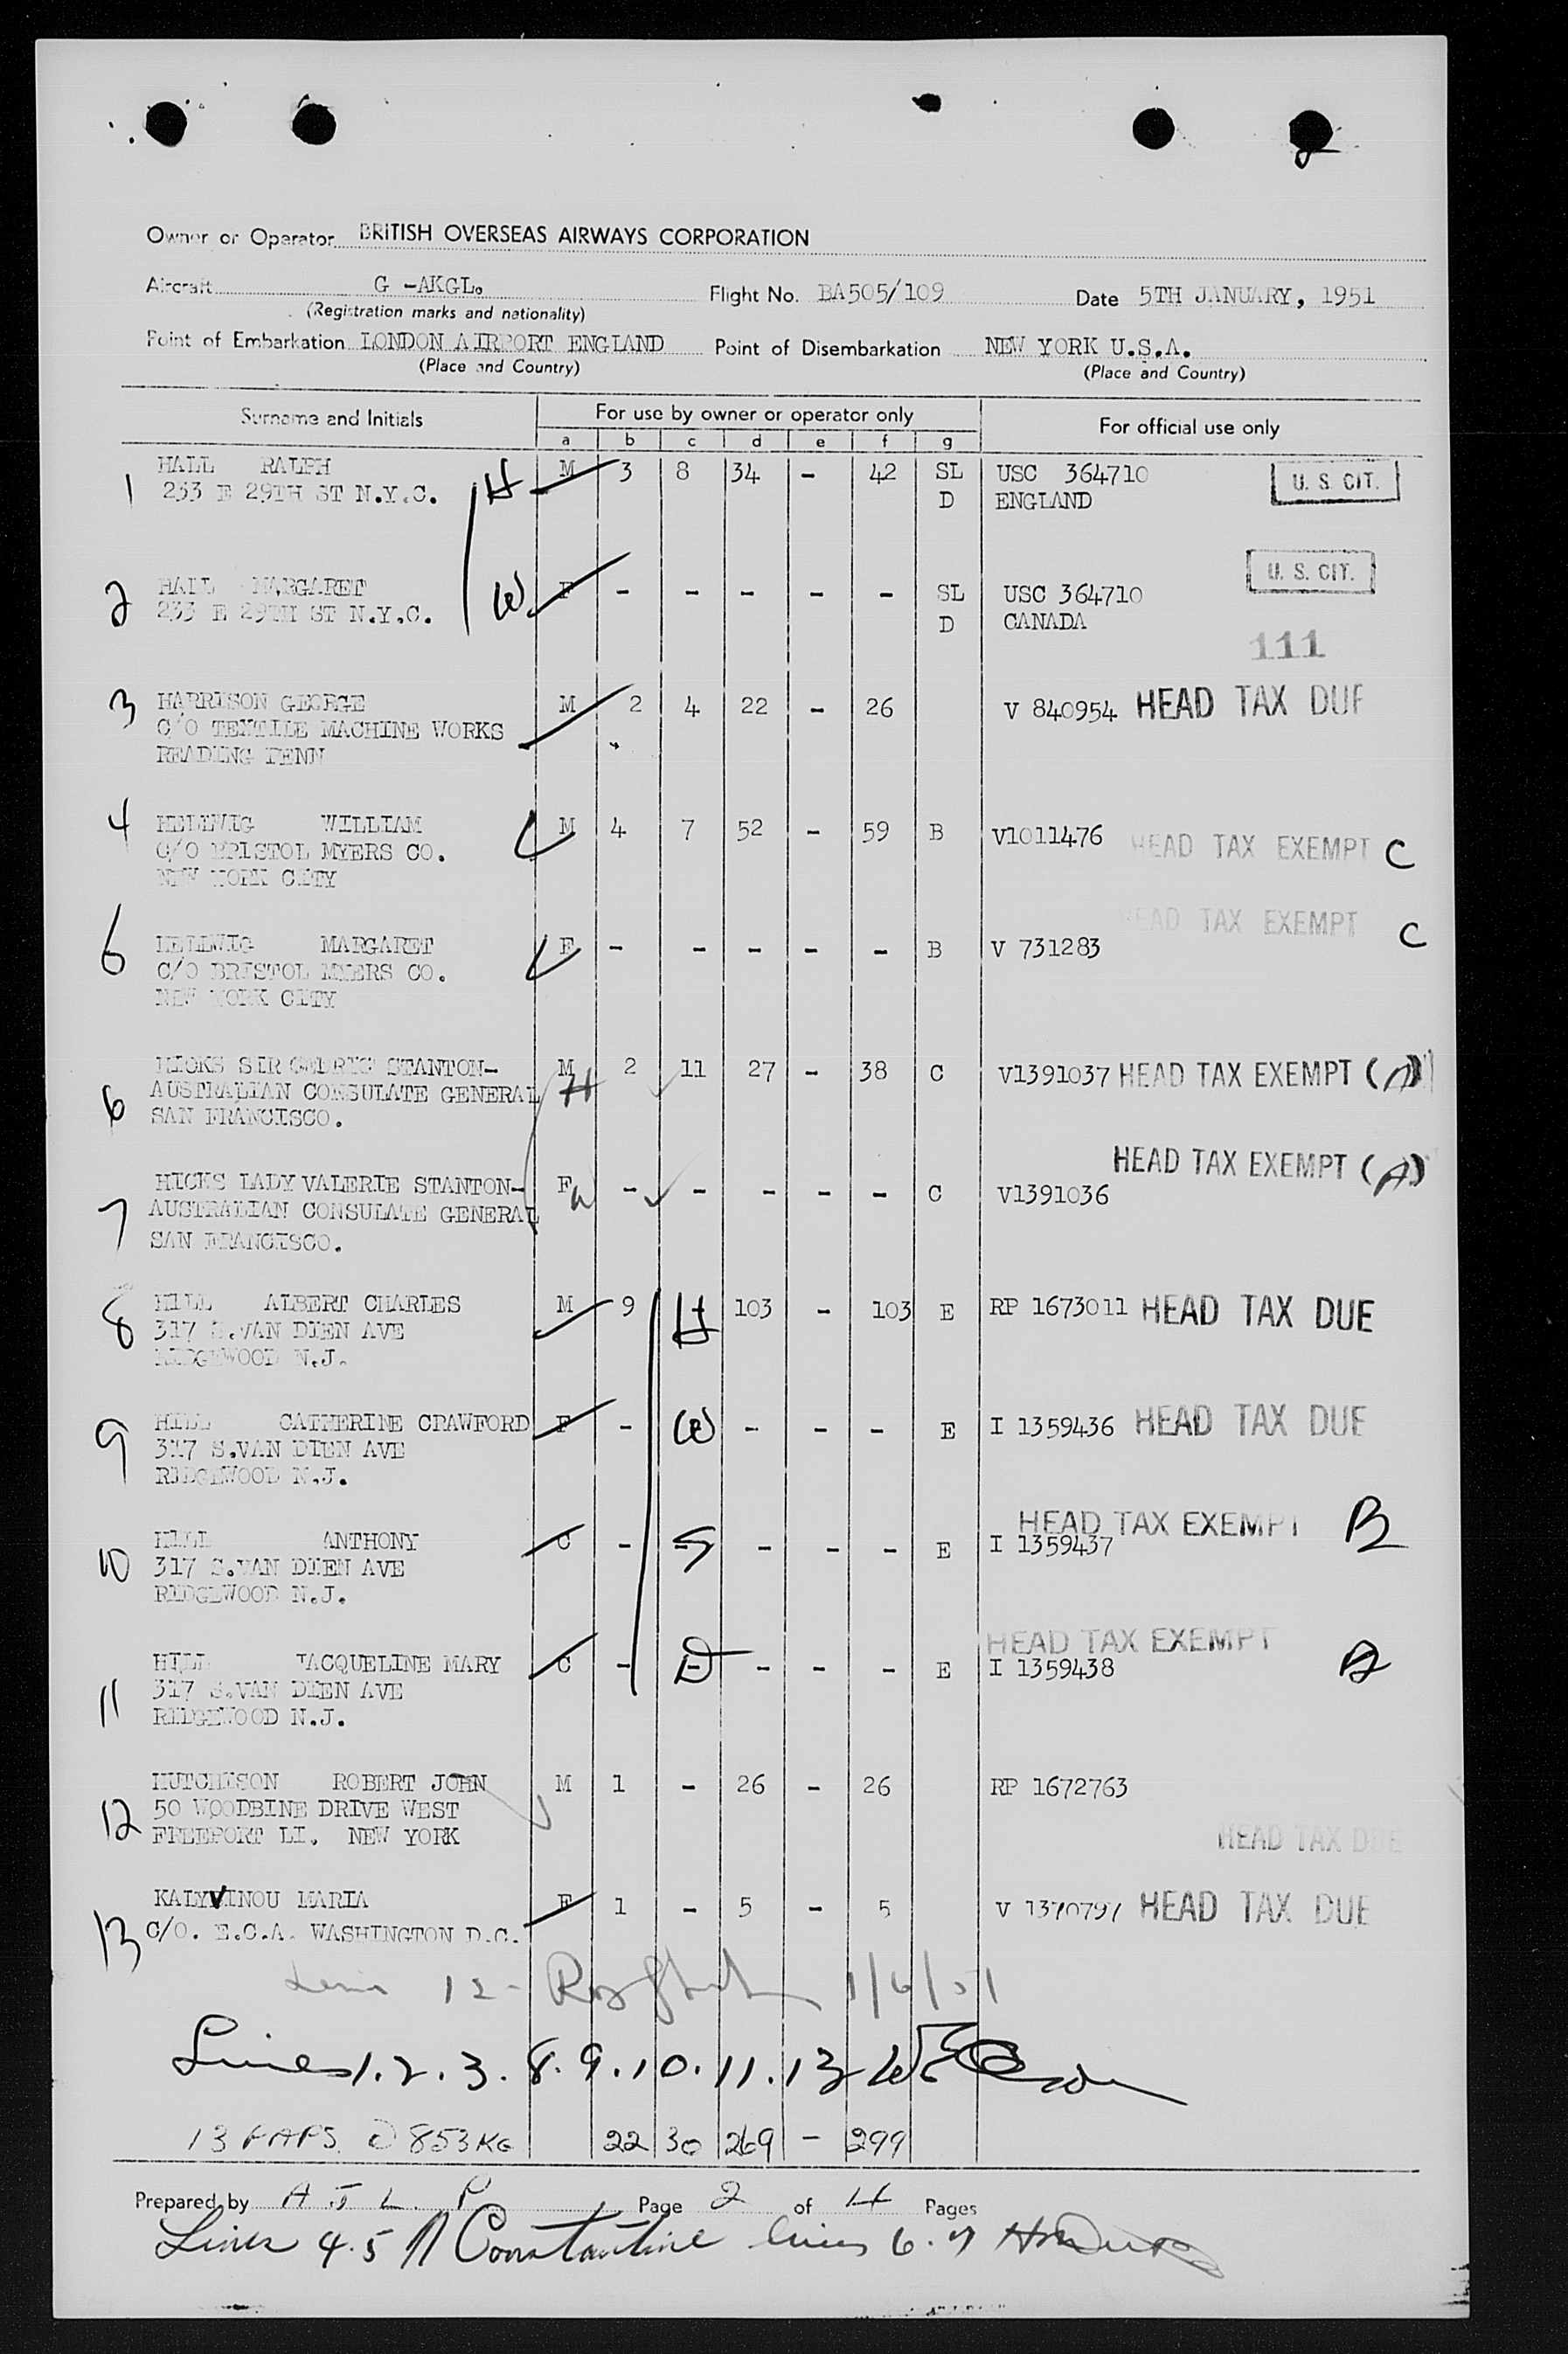 Owner or Operator BRITISH OVERSEAS AIRWAYS CORPORATION
Aircraft G -AKGL. Flight No. BA505/109 Date 5TH JANUARY, 1951
(Registration marks and nationality)
Point of Embarkation LONDON AIRPORT ENGLAND Point of Disembarkation NEW YORK U.S.A.
(Place and Country) (Place and Country)
Surname and Initials For use by owner or operator only For official use only
a b c d e f g
1 HALL RALPH H M 3 8 34 - 42 SL USC 364710 U. S. CIT.
233 E 29TH ST N.Y.C. D ENGLAND
2 HALL MARGARET W F - - - - - SL USC 364710 U. S. CIT.
233 E 29TH ST N.Y.C. D CANADA
111
3 HARRISON GEORGE M 2 4 22 - 26 V 840954 HEAD TAX DUE
C/O TEXTILE MACHINE WORKS
READING PENN
4 HELLWIG WILLIAM M 4 7 52 - 59 B V1011476 HEAD TAX EXEMPT C
C/O BRISTOL MYERS CO.
NEW YORK CITY
HEAD TAX EXEMPT C
HELLWIG MARGARET F - - - - - B V 731283
C/O BRISTOL MYERS CO.
NEW YORK CITY
6 HICKS SIR CEDRIC STANTON- M H 2 11 27 - 38 C V1391037 HEAD TAX EXEMPT (A)
AUSTRALIAN CONSULATE GENERAL
SAN FRANCISCO.
HEAD TAX EXEMPT (A)
7 HICKS LADY VALERIE STANTON- F W - - - - - C V1391036
AUSTRALIAN CONSULATE GENERAL
SAN FRANCISCO.
8 HILL ALBERT CHARLES M 9 H 103 - 103 E RP 1673011 HEAD TAX DUE
317 S.VAN DIEN AVE
RIDGEWOOD N.J.
9 HILL CATHERINE CRAWFORD F - W - - - E I 1359436 HEAD TAX DUE
317 S.VAN DIEN AVE
RIDGEWOOD N.J.
HEAD TAX EXEMPT B
10 HILL ANTHONY C - S - - - E I 1359437
317 S.VAN DIEN AVE
RIDGEWOOD N.J.
HEAD TAX EXEMPT
11 HILL JACQUELINE MARY C - D - - - E I 1359438
317 S.VAN DIEN AVE
RIDGEWOOD N.J.
12 HUTCHISON ROBERT JOHN M 1 - 26 - 26 RP 1672763
50 WOODBINE DRIVE WEST
FREEPORT LI. NEW YORK HEAD TAX DUE
13 KALYVINOU MARIA F 1 - 5 - 5 V 1370797 HEAD TAX DUE
C/O. E.C.A. WASHINGTON D.C.
12 - 1/6/51
Lines 1.2.3.8.9.10.11.13
13 PAPS 853 KG 22 30 269 - 299
Prepared by A J L P Page 2 of 4 Pages
Lines 4.5 Constantine lines 6.7